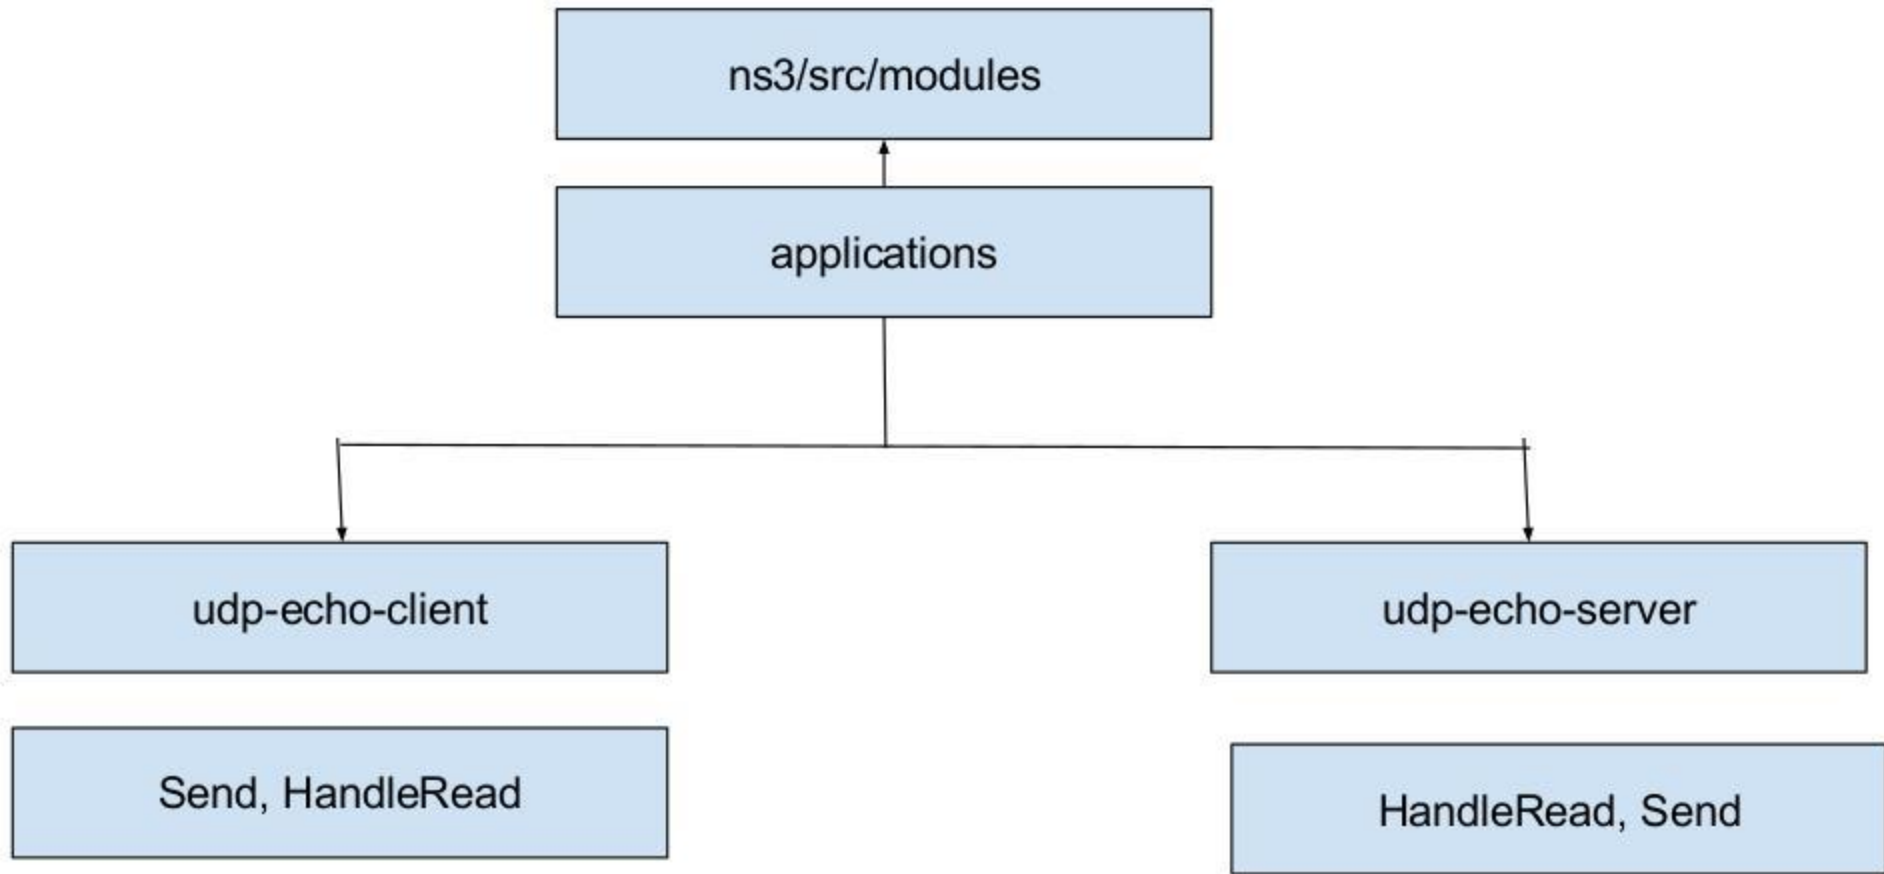 ns3/src/modules
applications
udp-echo-client
udp-echo-server
Send, HandleRead
HandleRead, Send